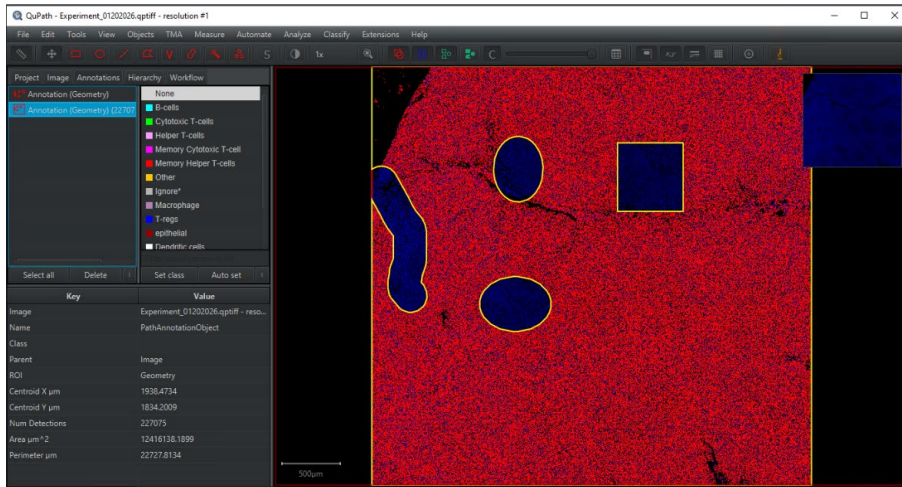 QuPath - Experiment_01202026.qptiff - resolution #1
File Edit Tools View Objects TMA Measure Automate Analyze Classify Extensions Help
S 1x C
Project Image Annotations Hierarchy Workflow
Annotation (Geometry)
Annotation (Geometry) (22707
None
B-cells
Cytotoxic T-cells
Helper T-cells
Memory Cytotoxic T-cell
Memory Helper T-cells
Other
Ignore*
Macrophage
T-regs
epithelial
Dendritic cells
Select all Delete Set class Auto set
Key Value
Image Experiment_01202026.qptiff - reso...
Name PathAnnotationObject
Class
Parent Image
ROI Geometry
Centroid X µm 1938.4734
Centroid Y µm 1834.2009
Num Detections 227075
Area µm^2 12416138.1899
Perimeter µm 22727.8134
500µm